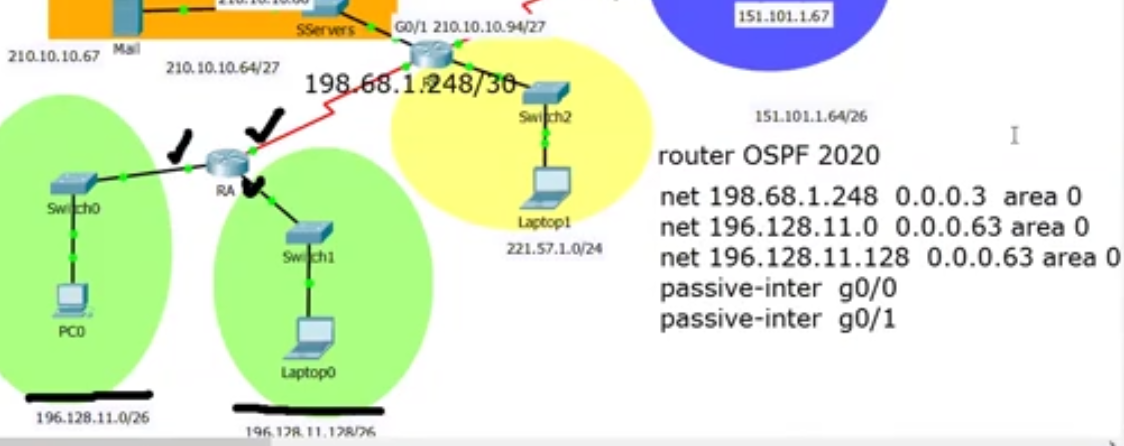 SServers
G0/1 210.10.10.94/27
151.101.1.67
Mail
210.10.10.67
210.10.10.64/27
198.68.1.248/30
Switch2
151.101.1.64/26
router OSPF 2020
RA
net 198.68.1.248 0.0.0.3 area 0
Switch0
Laptop1
net 196.128.11.0 0.0.0.63 area 0
221.57.1.0/24
Switch1
net 196.128.11.128 0.0.0.63 area 0
passive-inter g0/0
PC0
passive-inter g0/1
Laptop0
196.128.11.0/26
196.128.11.128/26